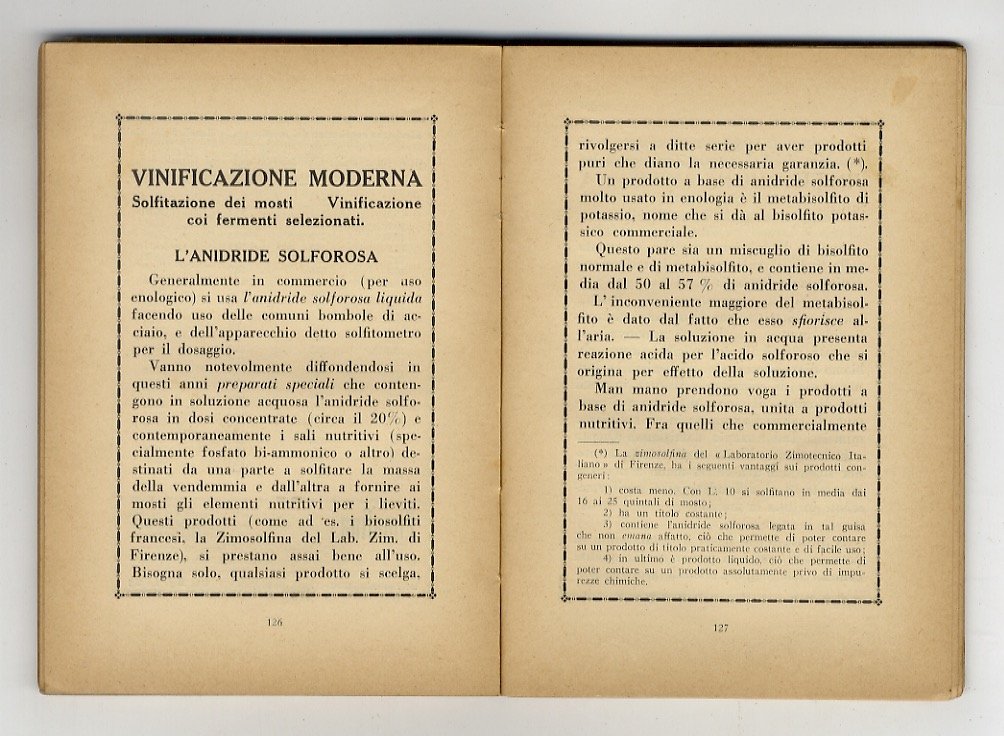 VINIFICAZIONE MODERNA
Solfitazione dei mosti Vinificazione
coi fermenti selezionati.
L'ANIDRIDE SOLFOROSA
Generalmente in commercio (per uso
enologico) si usa l'anidride solforosa liquida
facendo uso delle comuni bombole di ac-
ciaio, e dell'apparecchio detto solfitometro
per il dosaggio.
Vanno notevolmente diffondendosi in
questi anni preparati speciali che conten-
gono in soluzione acquosa l'anidride solfo-
rosa in dosi concentrate (circa il 20%) e
contemporaneamente i sali nutritivi (spe-
cialmente fosfato bi-ammonico o altro) de-
stinati da una parte a solfitare la massa
della vendemmia e dall'altra a fornire ai
mosti gli elementi nutritivi per i lieviti.
Questi prodotti (come ad es. i biosolfiti
francesi, la Zimosolfina del Lab. Zim. di
Firenze), si prestano assai bene all'uso.
Bisogna solo, qualsiasi prodotto si scelga,
126
rivolgersi a ditte serie per aver prodotti
puri che diano la necessaria garanzia. (*).
Un prodotto a base di anidride solforosa
molto usato in enologia è il metabisolfito di
potassio, nome che si dà al bisolfito potas-
sico commerciale.
Questo pare sia un miscuglio di bisolfito
normale e di metabisolfito, e contiene in me-
dia dal 50 al 57 % di anidride solforosa.
L'inconveniente maggiore del metabisol-
fito è dato dal fatto che esso sfiorisce al-
l'aria. — La soluzione in acqua presenta
reazione acida per l'acido solforoso che si
origina per effetto della soluzione.
Man mano prendono voga i prodotti a
base di anidride solforosa, unita a prodotti
nutritivi. Fra quelli che commercialmente
(*) La zimosolfina del «Laboratorio Zimotecnico Ita-
liano» di Firenze, ha i seguenti vantaggi sui prodotti con-
generi:
1) costa meno. Con L. 10 si solfitano in media dai
16 ai 25 quintali di mosto;
2) ha un titolo costante;
3) contiene l'anidride solforosa legata in tal guisa
che non emana affatto, ciò che permette di poter contare
su un prodotto di titolo praticamente costante e di facile uso;
4) in ultimo è prodotto liquido, ciò che permette di
poter contare su un prodotto assolutamente privo di impu-
rezze chimiche.
127